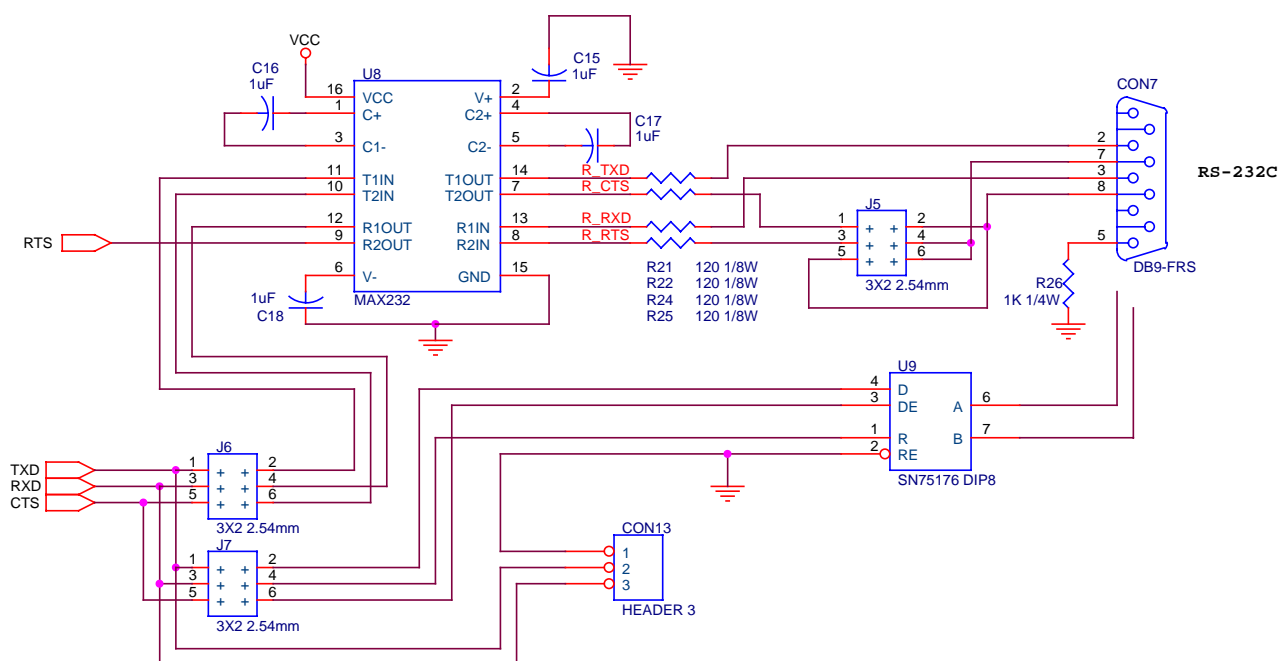 VCC
C16
1uF
U8
C15
1uF
CON7
16
VCC
1
C+
3
C1-
11
T1IN
10
T2IN
12
R1OUT
9
R2OUT
6
V-
2
V+
4
C2+
5
C2-
14
T1OUT
7
T2OUT
13
R1IN
8
R2IN
15
GND
MAX232
C17
1uF
R_TXD
R_CTS
R_RXD
R_RTS
2
7
3
8
5
RS-232C
J5
1
2
3
4
5
6
3X2 2.54mm
DB9-FRS
RTS
1uF
C18
R21 120 1/8W
R22 120 1/8W
R24 120 1/8W
R25 120 1/8W
R26
1K 1/4W
U9
4
D
3
DE
1
R
2
RE
A
6
B
7
SN75176 DIP8
TXD
RXD
CTS
J6
1
2
3
4
5
6
3X2 2.54mm
J7
1
2
3
4
5
6
3X2 2.54mm
CON13
1
2
3
HEADER 3